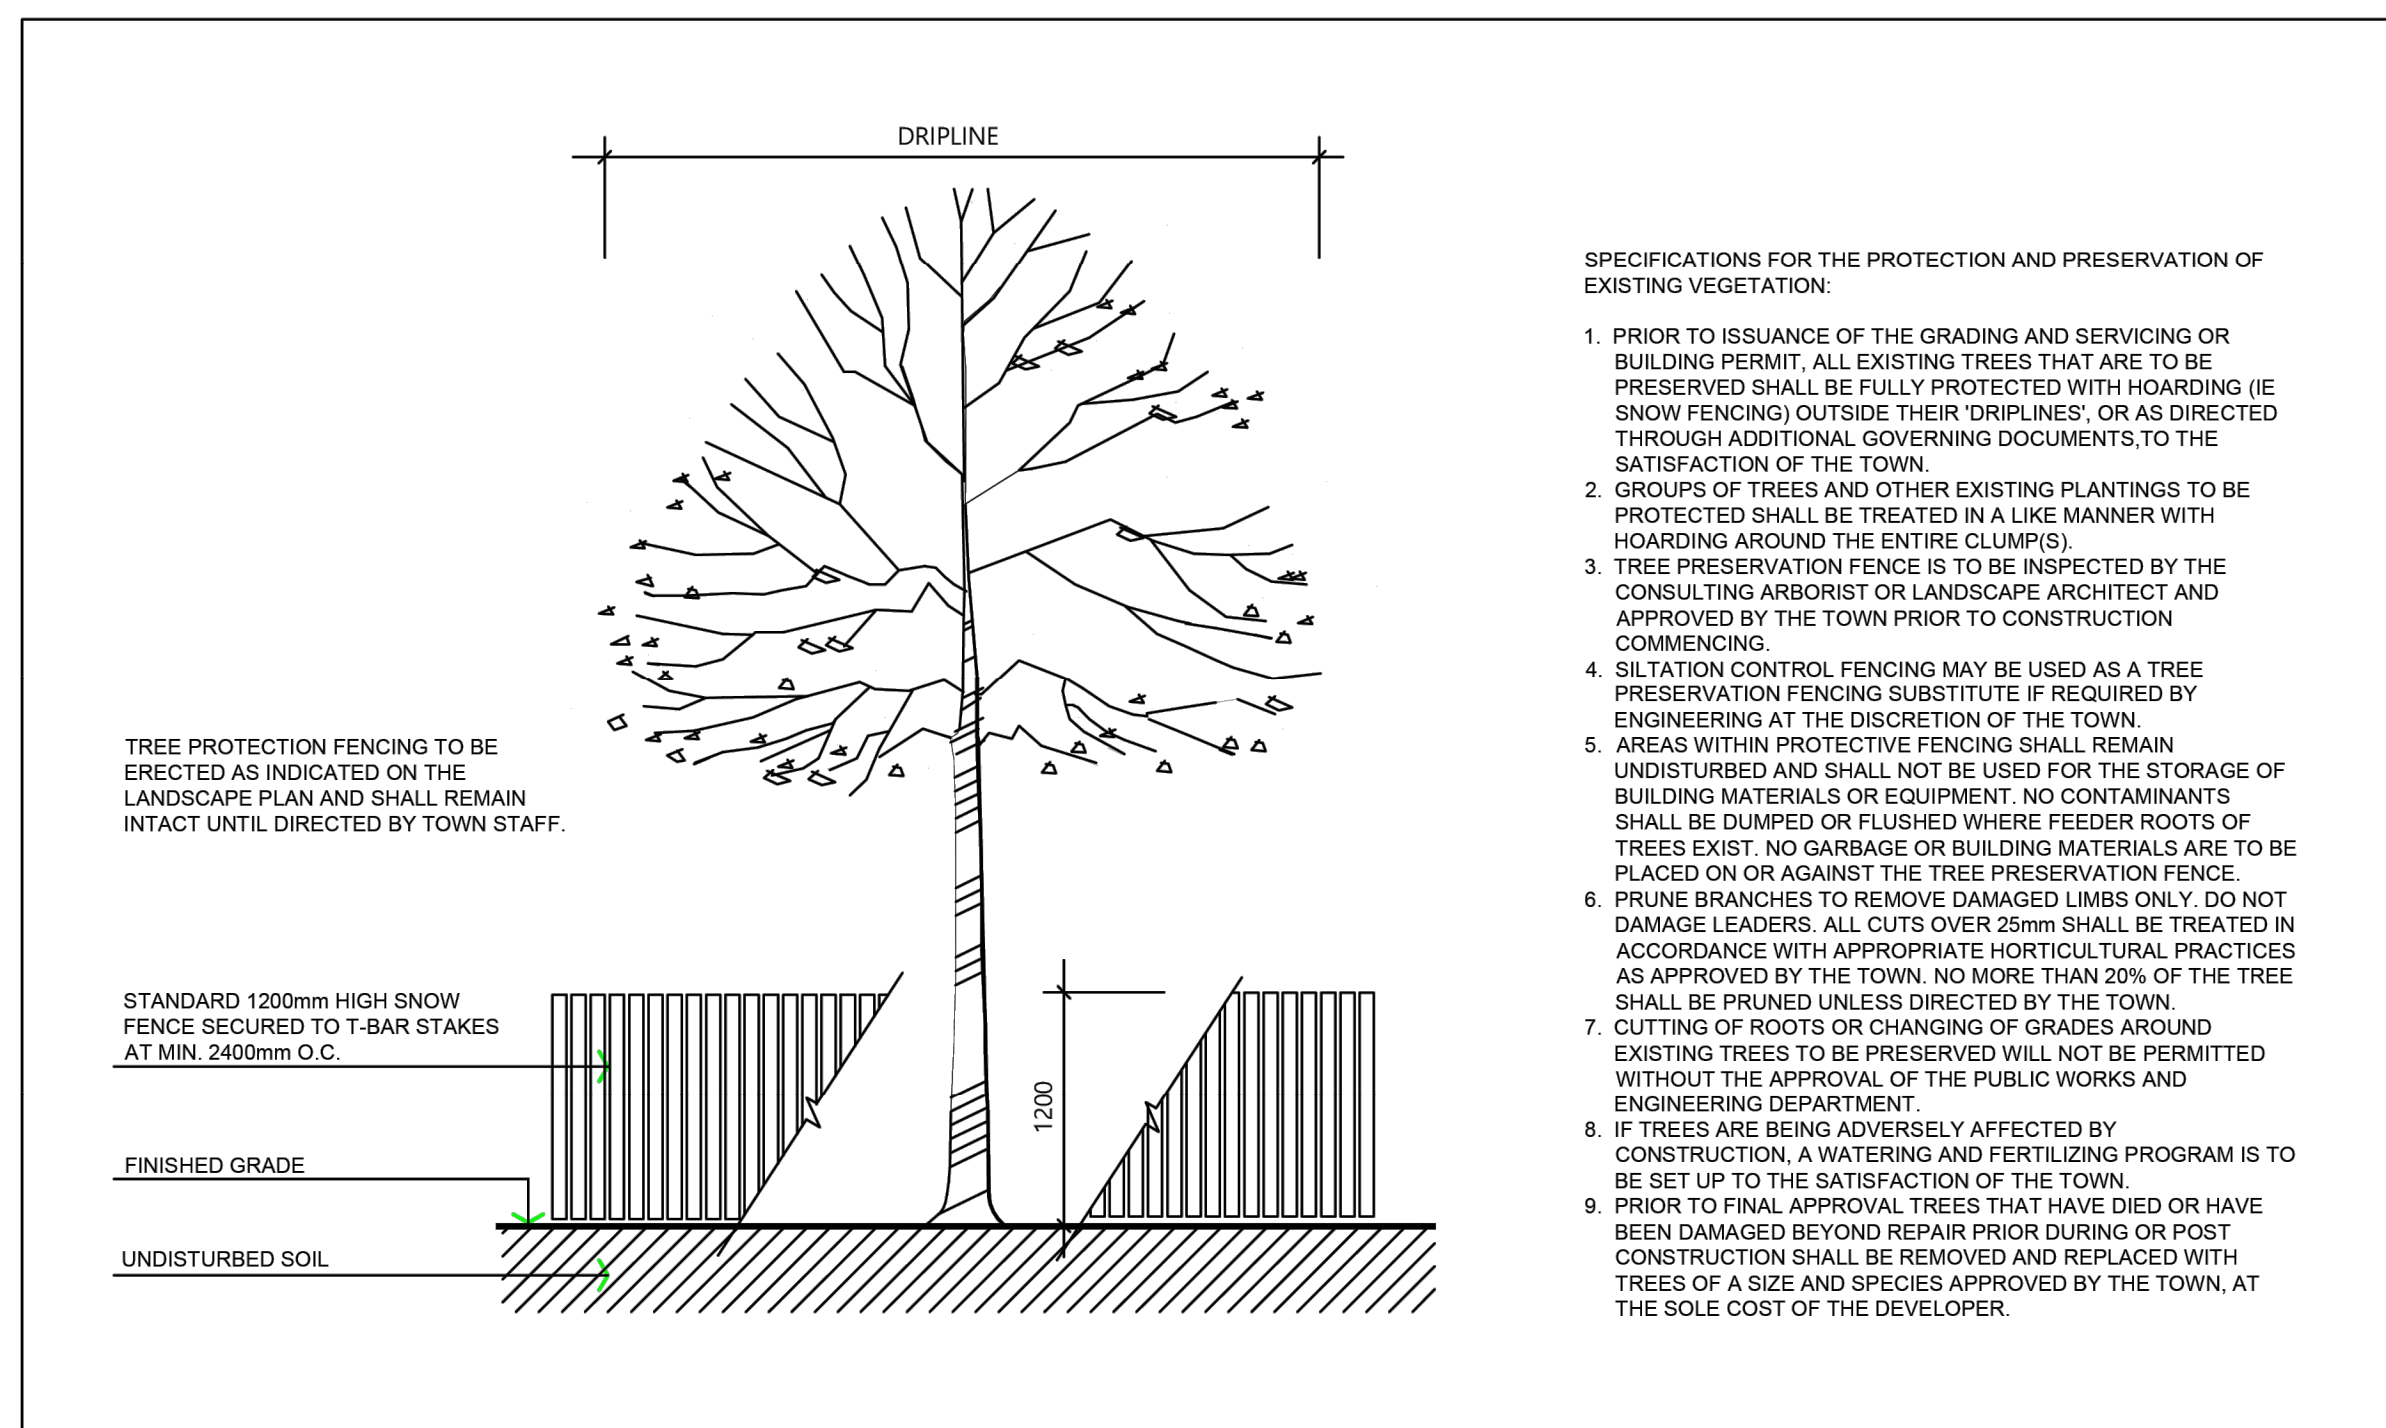 DRIPLINE
TREE PROTECTION FENCING TO BE
ERECTED AS INDICATED ON THE
LANDSCAPE PLAN AND SHALL REMAIN
INTACT UNTIL DIRECTED BY TOWN STAFF.
STANDARD 1200mm HIGH SNOW
FENCE SECURED TO T-BAR STAKES
AT MIN. 2400mm O.C.
1200
FINISHED GRADE
UNDISTURBED SOIL
SPECIFICATIONS FOR THE PROTECTION AND PRESERVATION OF
EXISTING VEGETATION:
1. PRIOR TO ISSUANCE OF THE GRADING AND SERVICING OR
BUILDING PERMIT, ALL EXISTING TREES THAT ARE TO BE
PRESERVED SHALL BE FULLY PROTECTED WITH HOARDING (IE
SNOW FENCING) OUTSIDE THEIR 'DRIPLINES', OR AS DIRECTED
THROUGH ADDITIONAL GOVERNING DOCUMENTS,TO THE
SATISFACTION OF THE TOWN.
2. GROUPS OF TREES AND OTHER EXISTING PLANTINGS TO BE
PROTECTED SHALL BE TREATED IN A LIKE MANNER WITH
HOARDING AROUND THE ENTIRE CLUMP(S).
3. TREE PRESERVATION FENCE IS TO BE INSPECTED BY THE
CONSULTING ARBORIST OR LANDSCAPE ARCHITECT AND
APPROVED BY THE TOWN PRIOR TO CONSTRUCTION
COMMENCING.
4. SILTATION CONTROL FENCING MAY BE USED AS A TREE
PRESERVATION FENCING SUBSTITUTE IF REQUIRED BY
ENGINEERING AT THE DISCRETION OF THE TOWN.
5. AREAS WITHIN PROTECTIVE FENCING SHALL REMAIN
UNDISTURBED AND SHALL NOT BE USED FOR THE STORAGE OF
BUILDING MATERIALS OR EQUIPMENT. NO CONTAMINANTS
SHALL BE DUMPED OR FLUSHED WHERE FEEDER ROOTS OF
TREES EXIST. NO GARBAGE OR BUILDING MATERIALS ARE TO BE
PLACED ON OR AGAINST THE TREE PRESERVATION FENCE.
6. PRUNE BRANCHES TO REMOVE DAMAGED LIMBS ONLY. DO NOT
DAMAGE LEADERS. ALL CUTS OVER 25mm SHALL BE TREATED IN
ACCORDANCE WITH APPROPRIATE HORTICULTURAL PRACTICES
AS APPROVED BY THE TOWN. NO MORE THAN 20% OF THE TREE
SHALL BE PRUNED UNLESS DIRECTED BY THE TOWN.
7. CUTTING OF ROOTS OR CHANGING OF GRADES AROUND
EXISTING TREES TO BE PRESERVED WILL NOT BE PERMITTED
WITHOUT THE APPROVAL OF THE PUBLIC WORKS AND
ENGINEERING DEPARTMENT.
8. IF TREES ARE BEING ADVERSELY AFFECTED BY
CONSTRUCTION, A WATERING AND FERTILIZING PROGRAM IS TO
BE SET UP TO THE SATISFACTION OF THE TOWN.
9. PRIOR TO FINAL APPROVAL TREES THAT HAVE DIED OR HAVE
BEEN DAMAGED BEYOND REPAIR PRIOR DURING OR POST
CONSTRUCTION SHALL BE REMOVED AND REPLACED WITH
TREES OF A SIZE AND SPECIES APPROVED BY THE TOWN, AT
THE SOLE COST OF THE DEVELOPER.